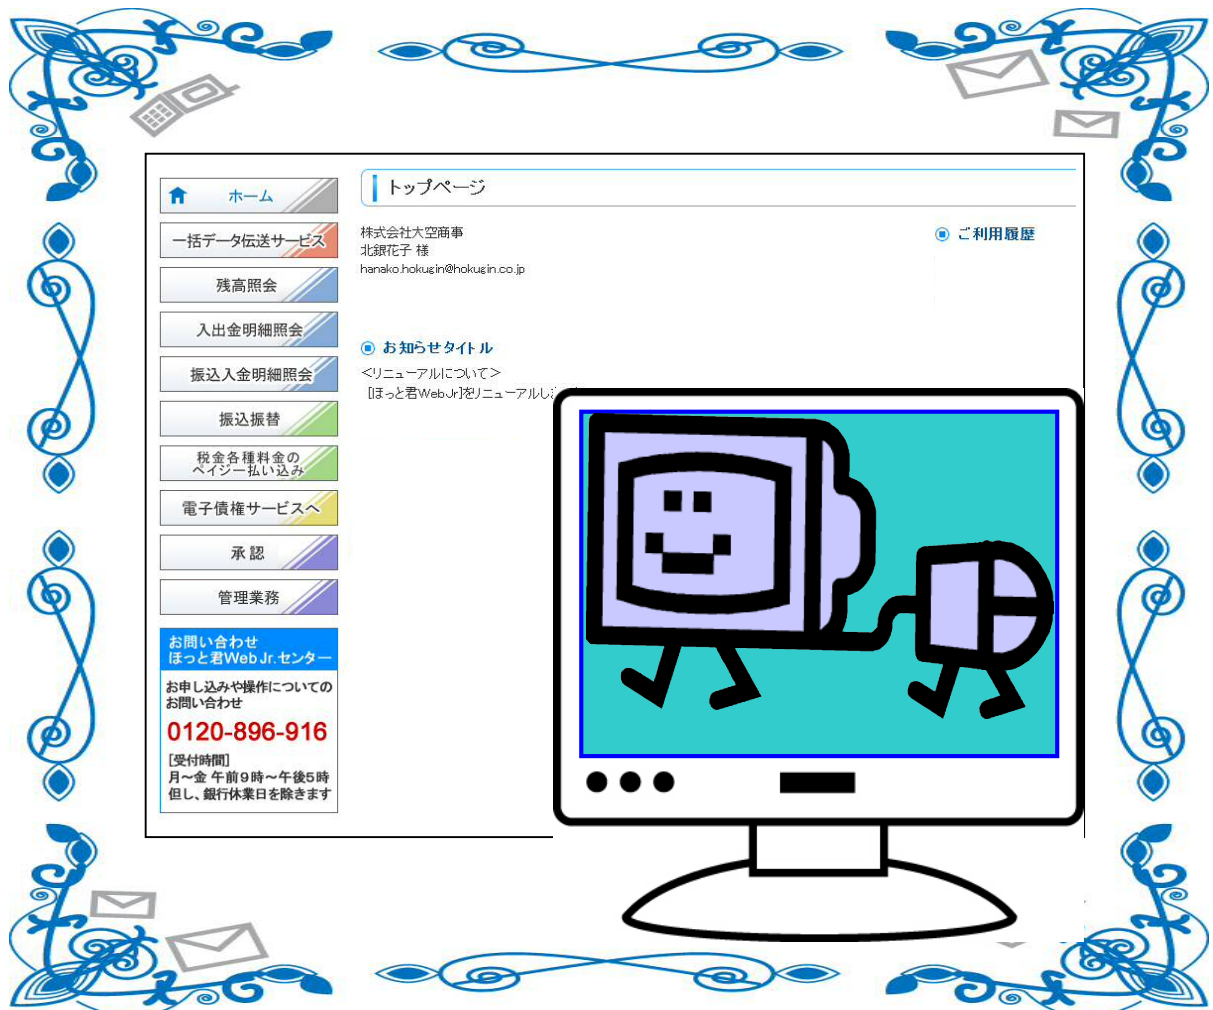 ホーム
一括データ伝送サービス
残高照会
入出金明細照会
振込入金明細照会
振込振替
税金各種料金の
ペイジー払い込み
電子債権サービスへ
承認
管理業務
お問い合わせ
ほっと君Web Jr.センター
お申し込みや操作についての
お問い合わせ
0120-896-916
[受付時間]
月～金 午前9時～午後5時
但し、銀行休業日を除きます
トップページ
株式会社大空商事
北銀花子 様
hanako.hokugin@hokugin.co.jp
ご利用履歴
お知らせタイトル
＜リニューアルについて＞
[ほっと君WebJr]をリニューアルし